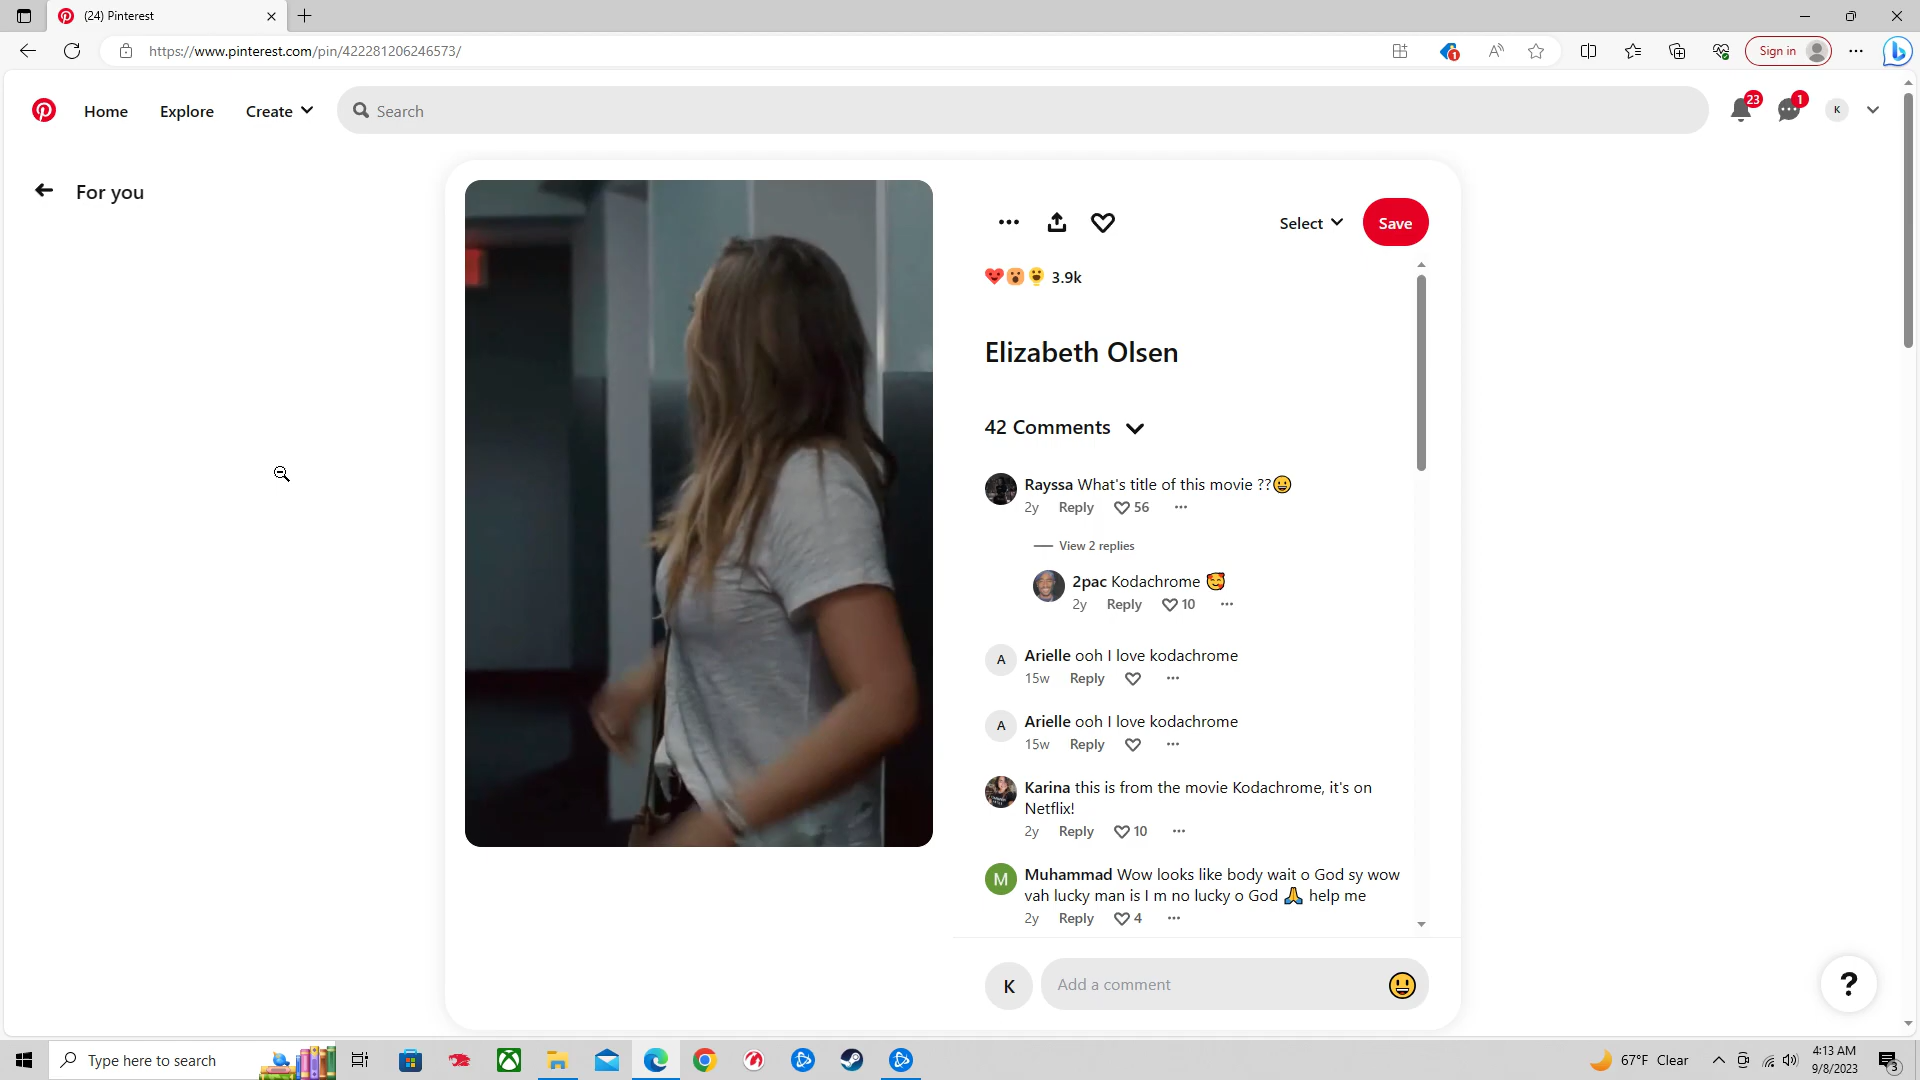 (24) Pinterest
https://www.pinterest.com/pin/422281206246573/
1
Sign in
Home
Explore
Create
Search
23
1
K
For you
Select
Save
3.9k
Elizabeth Olsen
42 Comments
Rayssa What's title of this movie ??😀
2y Reply 56
View 2 replies
2pac Kodachrome 🥰
2y Reply 10
A
Arielle ooh I love kodachrome
15w Reply
A
Arielle ooh I love kodachrome
15w Reply
Karina this is from the movie Kodachrome, it's on
Netflix!
2y Reply 10
M
Muhammad Wow looks like body wait o God sy wow
vah lucky man is I m no lucky o God 🙏 help me
2y Reply 4
K
Add a comment
?
Type here to search
67°F Clear
4:13 AM
9/8/2023
3